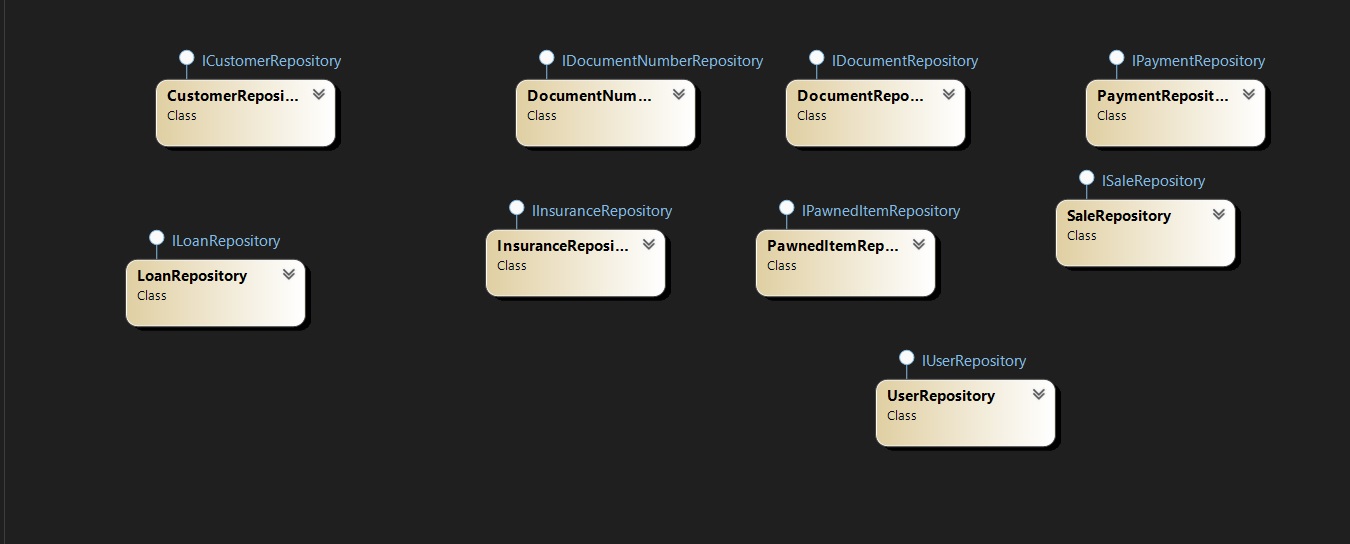 ICustomerRepository
CustomerReposi...
Class
IDocumentNumberRepository
DocumentNum...
Class
IDocumentRepository
DocumentRepo...
Class
IPaymentRepository
PaymentReposit...
Class
ISaleRepository
SaleRepository
Class
ILoanRepository
LoanRepository
Class
IInsuranceRepository
InsuranceReposi...
Class
IPawnedItemRepository
PawnedItemRep...
Class
IUserRepository
UserRepository
Class